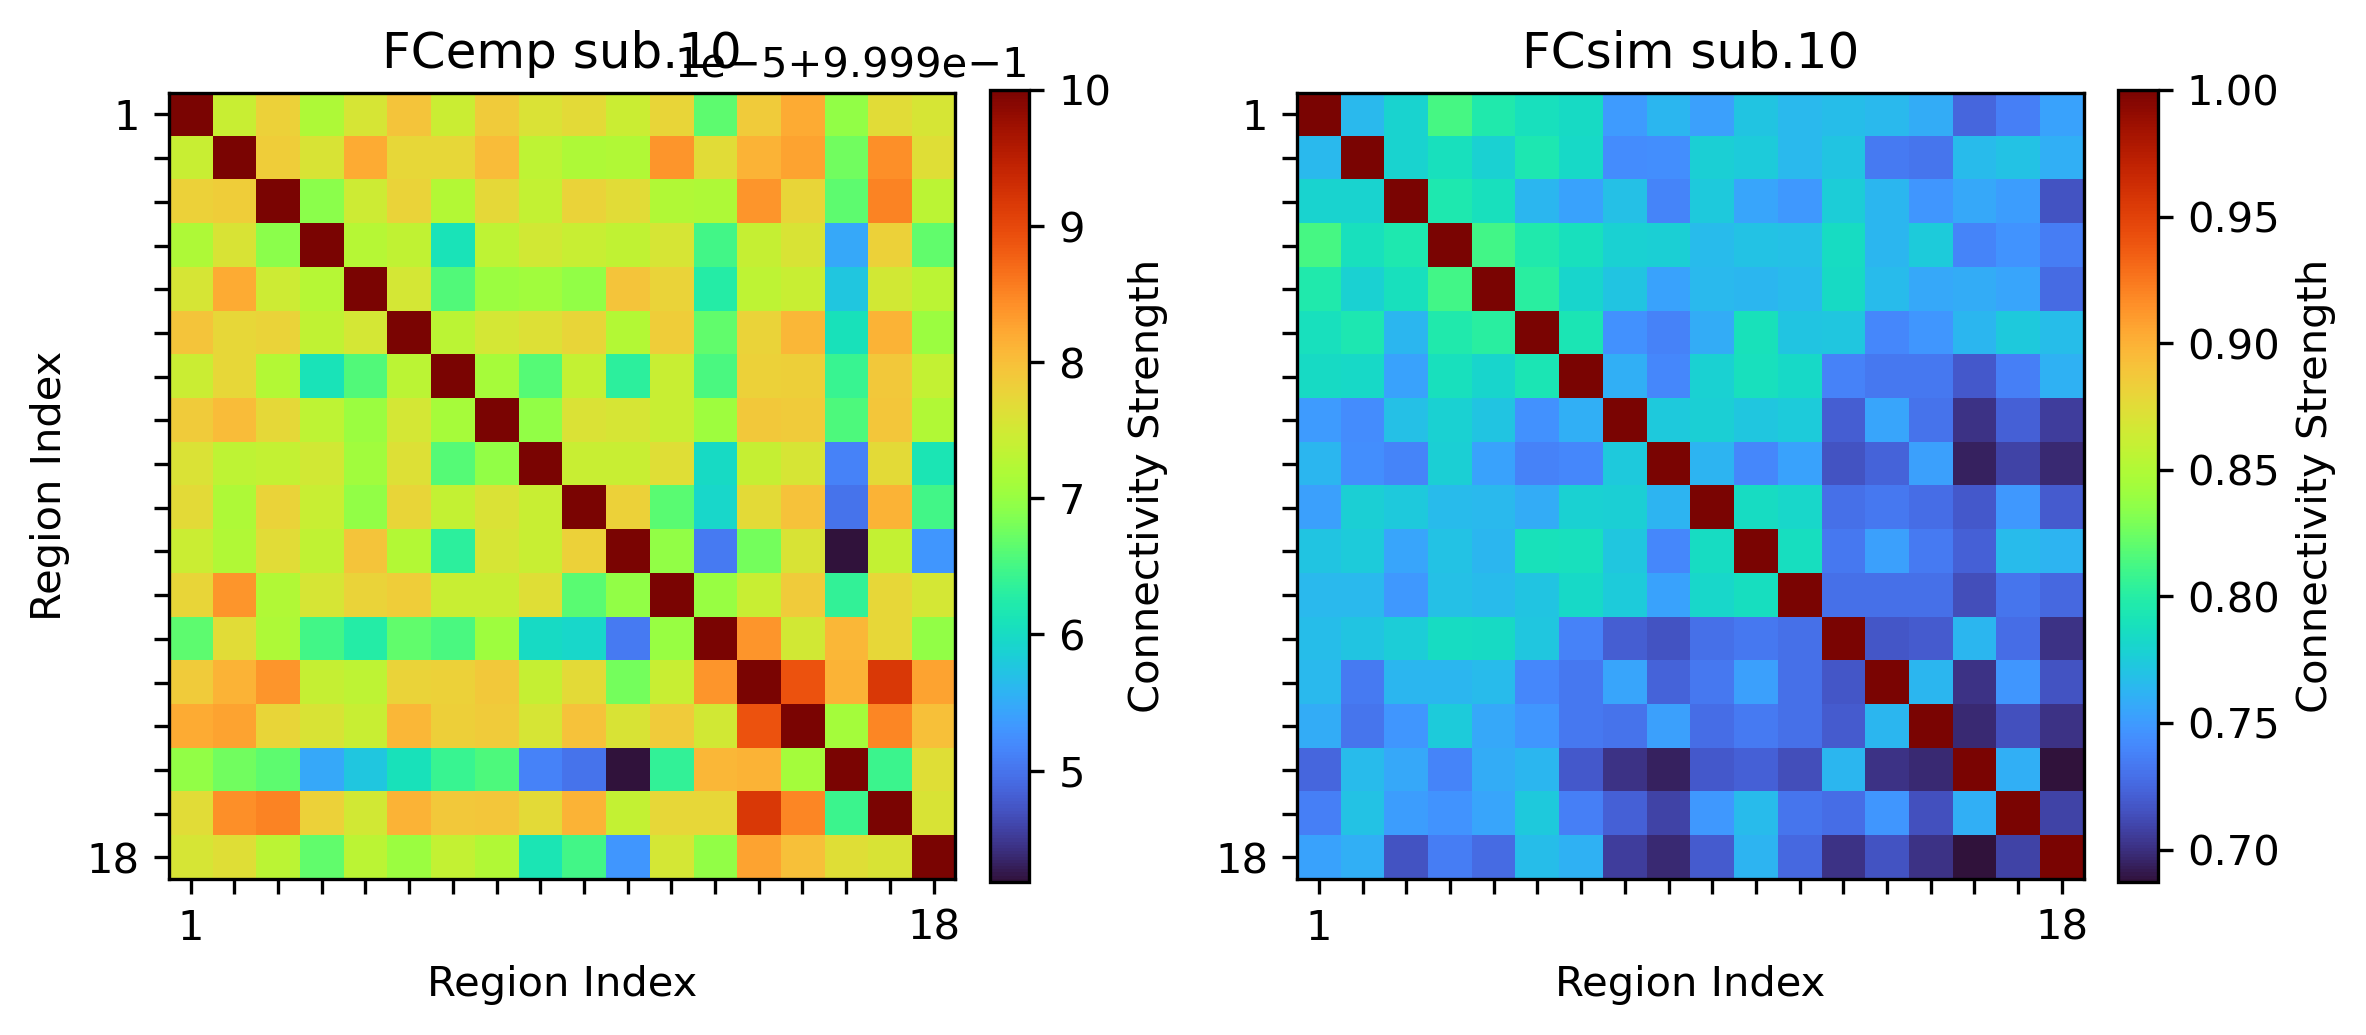 FCemp sub.10
1e−5+9.999e−1
1
18
1
18
Region Index
Region Index
10
9
8
7
6
5
Connectivity Strength
FCsim sub.10
1
18
1
18
Region Index
1.00
0.95
0.90
0.85
0.80
0.75
0.70
Connectivity Strength